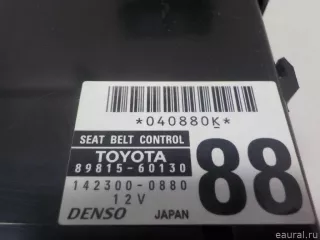 *040880K*
SEAT BELT CONTROL
TOYOTA
89815-60130
142300-0880
12V
88
DENSO JAPAN
eaural.ru